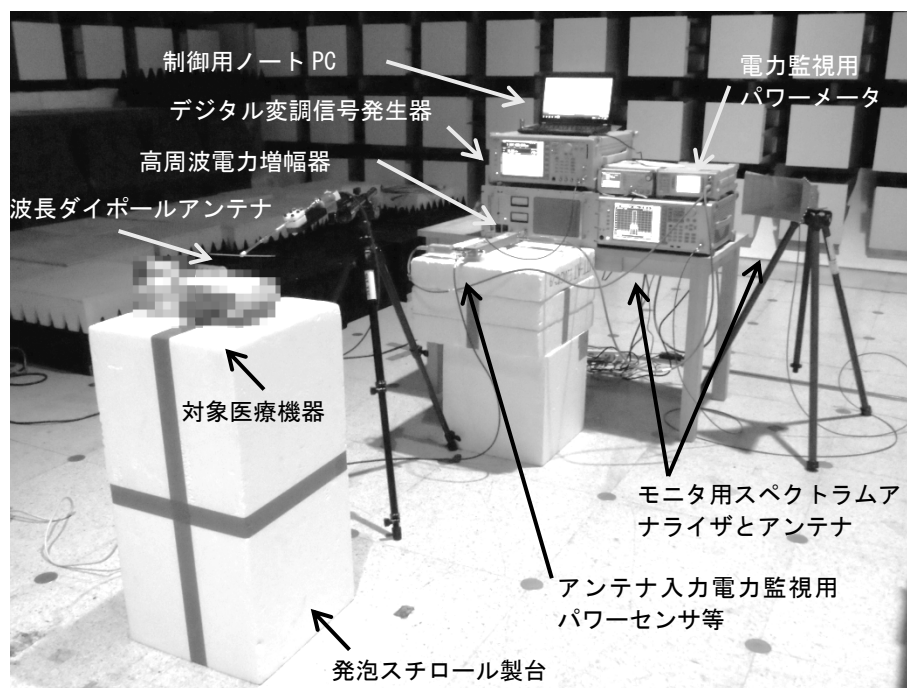 制御用ノートPC
電力監視用
パワーメータ
デジタル変調信号発生器
高周波電力増幅器
波長ダイポールアンテナ
対象医療機器
モニタ用スペクトラムア
ナライザとアンテナ
アンテナ入力電力監視用
パワーセンサ等
発泡スチロール製台